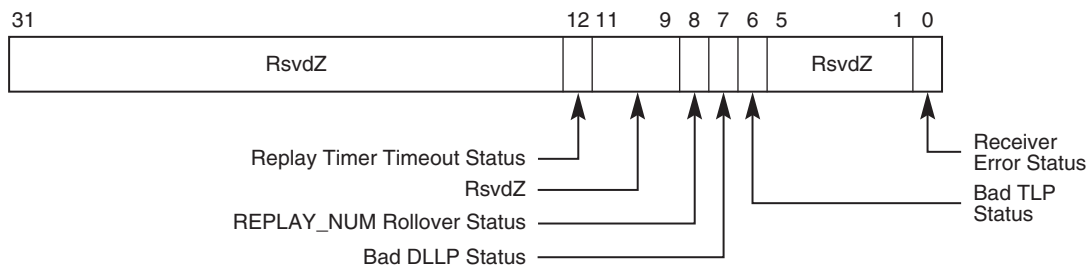 31 12 11 9 8 7 6 5 1 0
RsvdZ RsvdZ
Replay Timer Timeout Status
RsvdZ
REPLAY_NUM Rollover Status
Bad DLLP Status
Receiver
Error Status
Bad TLP
Status